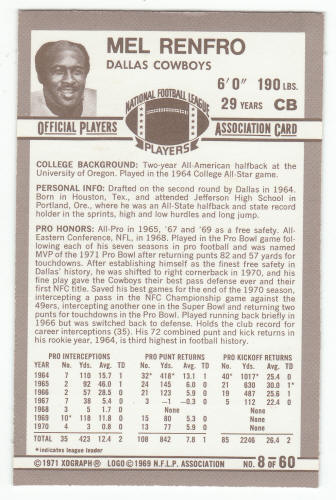 MEL RENFRO
DALLAS COWBOYS
6'0" 190 LBS.
29 YEARS CB
NATIONAL FOOTBALL LEAGUE
PLAYERS
OFFICIAL PLAYERS ASSOCIATION CARD
COLLEGE BACKGROUND: Two-year All-American halfback at the
University of Oregon. Played in the 1964 College All-Star game.
PERSONAL INFO: Drafted on the second round by Dallas in 1964.
Born in Houston, Tex., and attended Jefferson High School in
Portland, Ore., where he was an All-State halfback and state record
holder in the sprints, high and low hurdles and long jump.
PRO HONORS: All-Pro in 1965, '67 and '69 as a free safety. All-
Eastern Conference, NFL, in 1968. Played in the Pro Bowl game fol-
lowing each of his seven seasons in pro football and was named
MVP of the 1971 Pro Bowl after returning punts 82 and 57 yards for
touchdowns. After establishing himself as the finest free safety in
Dallas' history, he was shifted to right cornerback in 1970, and his
fine play gave the Cowboys their best pass defense ever and their
first NFC title. Saved his best games for the end of the 1970 season,
intercepting a pass in the NFC Championship game against the
49ers, intercepting another one in the Super Bowl and returning two
punts for touchdowns in the Pro Bowl. Played running back briefly in
1966 but was switched back to defense. Holds the club record for
career interceptions (35). His 72 combined punt and kick returns in
his rookie year, 1964, is third highest in football history.
PRO INTERCEPTIONS PRO PUNT RETURNS PRO KICKOFF RETURNS
YEAR No. Yds. Avg. TD No. Yds. Avg. TD No. Yds. Avg. TD
1964 7 110 15.7 1 32* 418* 13.1 1 40* 1017* 25.4 0
1965 2 92 46.0 1 24 145 6.0 0 21 630 30.0 1*
1966 2 57 28.5 1 21 123 5.9 0 19 487 25.6 1
1967 7 38 5.4 0 3 -1 -0.3 0 5 112 22.4 0
1968 3 5 1.7 0 None None
1969 10* 118 11.8 0 15 80 5.3 0 None
1970 4 3 0.8 0 13 77 5.9 0 None
TOTAL 35 423 12.4 2 108 842 7.8 1 85 2246 26.4 2
*indicates league leader
©1971 XOGRAPH® LOGO©1969 N.F.L.P. ASSOCIATION NO. 8 OF 60